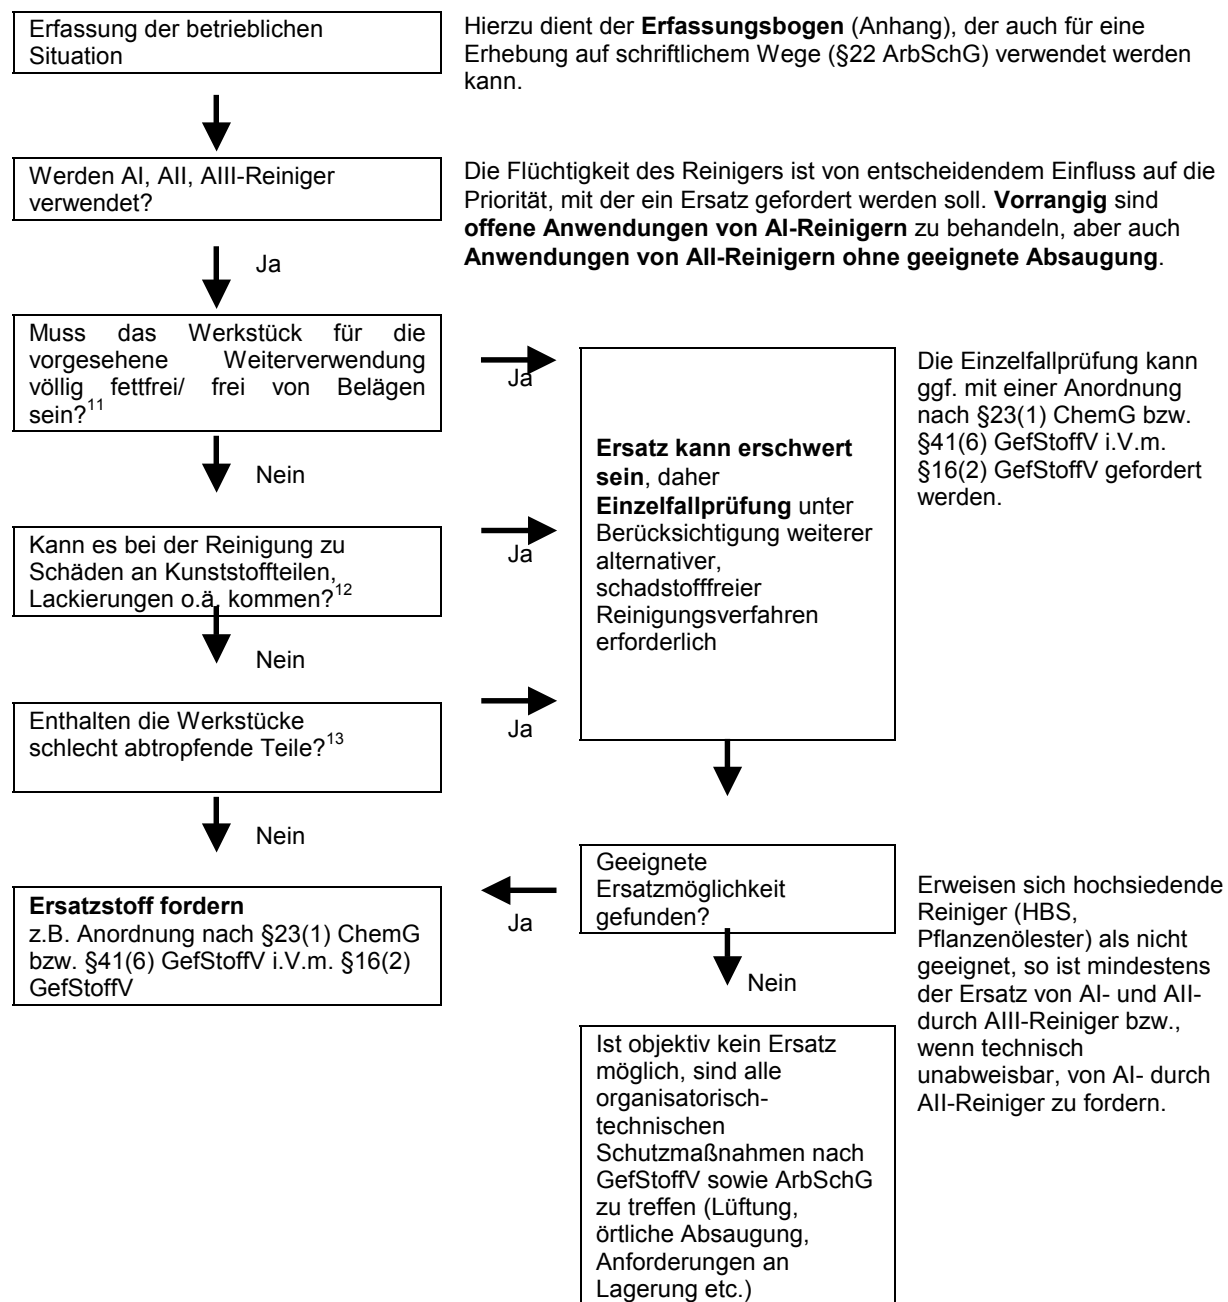 Erfassung der betrieblichen
Situation
Hierzu dient der Erfassungsbogen (Anhang), der auch für eine
Erhebung auf schriftlichem Wege (§22 ArbSchG) verwendet werden
kann.
Werden AI, AII, AIII-Reiniger
verwendet?
Die Flüchtigkeit des Reinigers ist von entscheidendem Einfluss auf die
Priorität, mit der ein Ersatz gefordert werden soll. Vorrangig sind
offene Anwendungen von AI-Reinigern zu behandeln, aber auch
Anwendungen von AII-Reinigern ohne geeignete Absaugung.
Ja
Muss das Werkstück für die
vorgesehene Weiterverwendung
völlig fettfrei/ frei von Belägen
sein?11
Ja
Nein
Kann es bei der Reinigung zu
Schäden an Kunststoffteilen,
Lackierungen o.ä. kommen?12
Ja
Nein
Enthalten die Werkstücke
schlecht abtropfende Teile?13
Ja
Nein
Ersatz kann erschwert
sein, daher
Einzelfallprüfung unter
Berücksichtigung weiterer
alternativer,
schadstofffreier
Reinigungsverfahren
erforderlich
Die Einzelfallprüfung kann
ggf. mit einer Anordnung
nach §23(1) ChemG bzw.
§41(6) GefStoffV i.V.m.
§16(2) GefStoffV gefordert
werden.
Geeignete
Ersatzmöglichkeit
gefunden?
Ja
Ersatzstoff fordern
z.B. Anordnung nach §23(1) ChemG
bzw. §41(6) GefStoffV i.V.m. §16(2)
GefStoffV
Nein
Erweisen sich hochsiedende
Reiniger (HBS,
Pflanzenölester) als nicht
geeignet, so ist mindestens
der Ersatz von AI- und AII-
durch AIII-Reiniger bzw.,
wenn technisch
unabweisbar, von AI- durch
AII-Reiniger zu fordern.
Ist objektiv kein Ersatz
möglich, sind alle
organisatorisch-
technischen
Schutzmaßnahmen nach
GefStoffV sowie ArbSchG
zu treffen (Lüftung,
örtliche Absaugung,
Anforderungen an
Lagerung etc.)